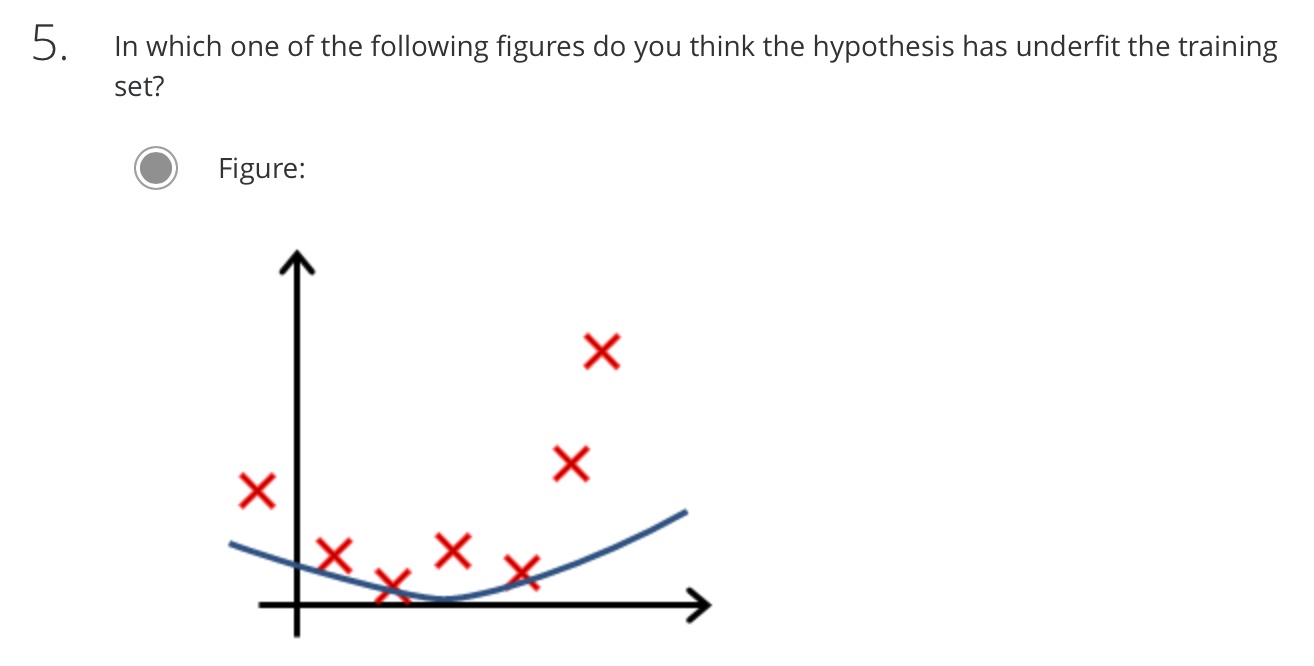 5. In which one of the following figures do you think the hypothesis has underfit the training
set?
Figure: